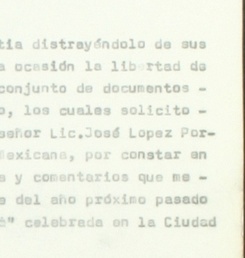 tia distrayéndolo de sus
a ocasión la libertad de
conjunto de documentos -
o, los cuales solicito -
señor Lic.José Lopez Por-
Mexicana, por constar en
s y comentarios que me -
e del año próximo pasado
é" celebrada en la Ciudad